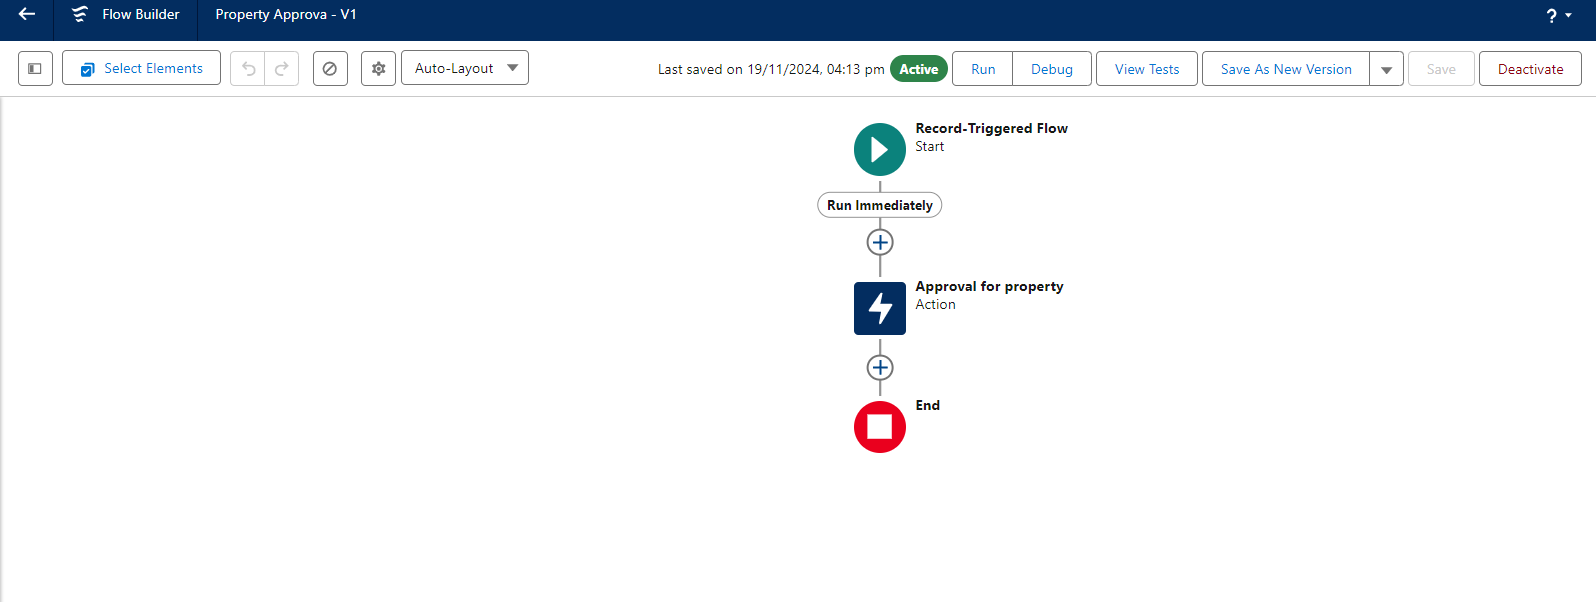 Flow Builder
Property Approva - V1
?
Select Elements
Auto-Layout
Last saved on 19/11/2024, 04:13 pm
Active
Run
Debug
View Tests
Save As New Version
Save
Deactivate
Record-Triggered Flow
Start
Run Immediately
Approval for property
Action
End